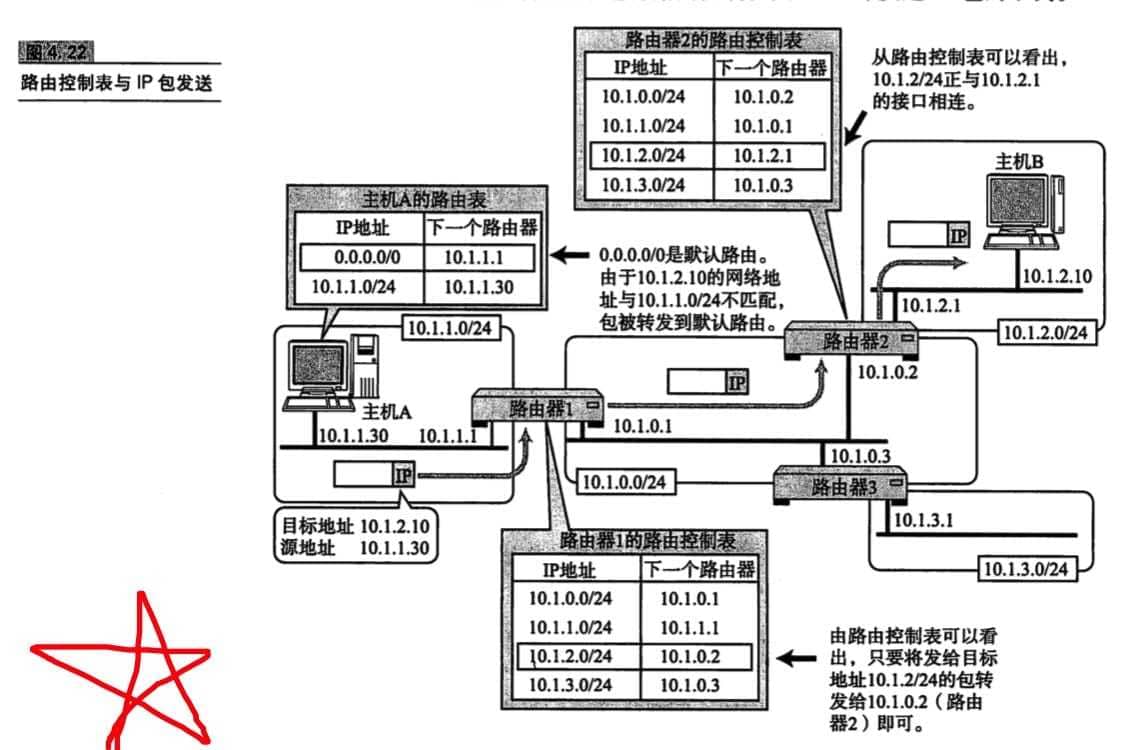 图 4.22
路由控制表与 IP 包发送
路由器2的路由控制表
IP地址 下一个路由器
10.1.0.0/24 10.1.0.2
10.1.1.0/24 10.1.0.1
10.1.2.0/24 10.1.2.1
10.1.3.0/24 10.1.0.3
从路由控制表可以看出，
10.1.2/24正与10.1.2.1
的接口相连。
主机A的路由表
IP地址 下一个路由器
0.0.0.0/0 10.1.1.1
10.1.1.0/24 10.1.1.30
0.0.0.0/0是默认路由。
由于10.1.2.10的网络地
址与10.1.1.0/24不匹配，
包被转发到默认路由。
主机B
IP
10.1.2.10
10.1.2.1
10.1.2.0/24
10.1.1.0/24
主机A
10.1.1.30
10.1.1.1
IP
目标地址 10.1.2.10
源地址 10.1.1.30
路由器1
10.1.0.1
IP
路由器2
10.1.0.2
10.1.0.3
10.1.0.0/24
路由器3
10.1.3.1
10.1.3.0/24
路由器1的路由控制表
IP地址 下一个路由器
10.1.0.0/24 10.1.0.1
10.1.1.0/24 10.1.1.1
10.1.2.0/24 10.1.0.2
10.1.3.0/24 10.1.0.3
由路由控制表可以看
出，只要将发给目标
地址10.1.2/24的包转
发给10.1.0.2（路由
器2）即可。